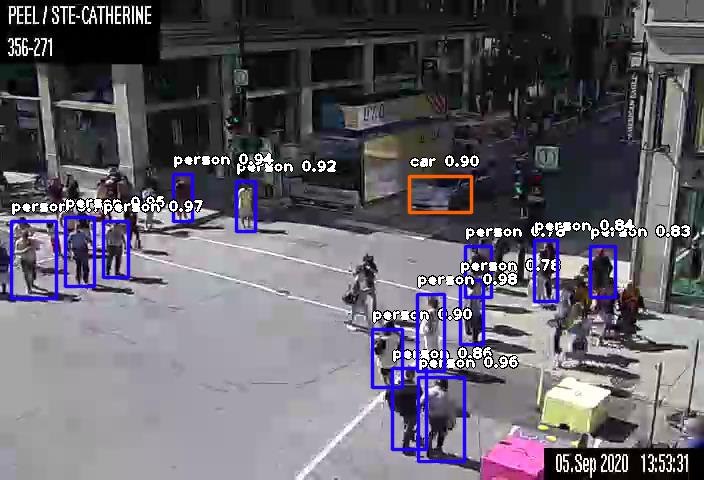 PEEL / STE-CATHERINE
356-271
person 0.94
person 0.92
car 0.90
person 0.97
person 0.84
person 0.83
person 0.78
person 0.98
person 0.90
person 0.86
person 0.96
05.Sep 2020 13:53:31